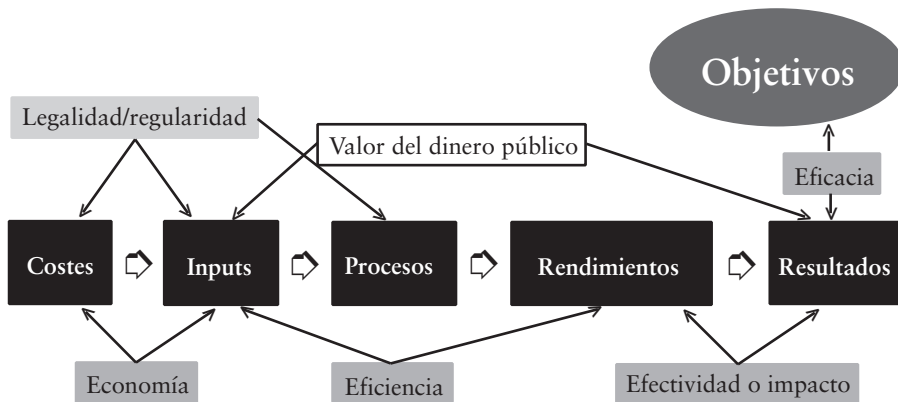 Objetivos
Legalidad/regularidad
Valor del dinero público
Eficacia
Costes
Inputs
Procesos
Rendimientos
Resultados
Economía
Eficiencia
Efectividad o impacto